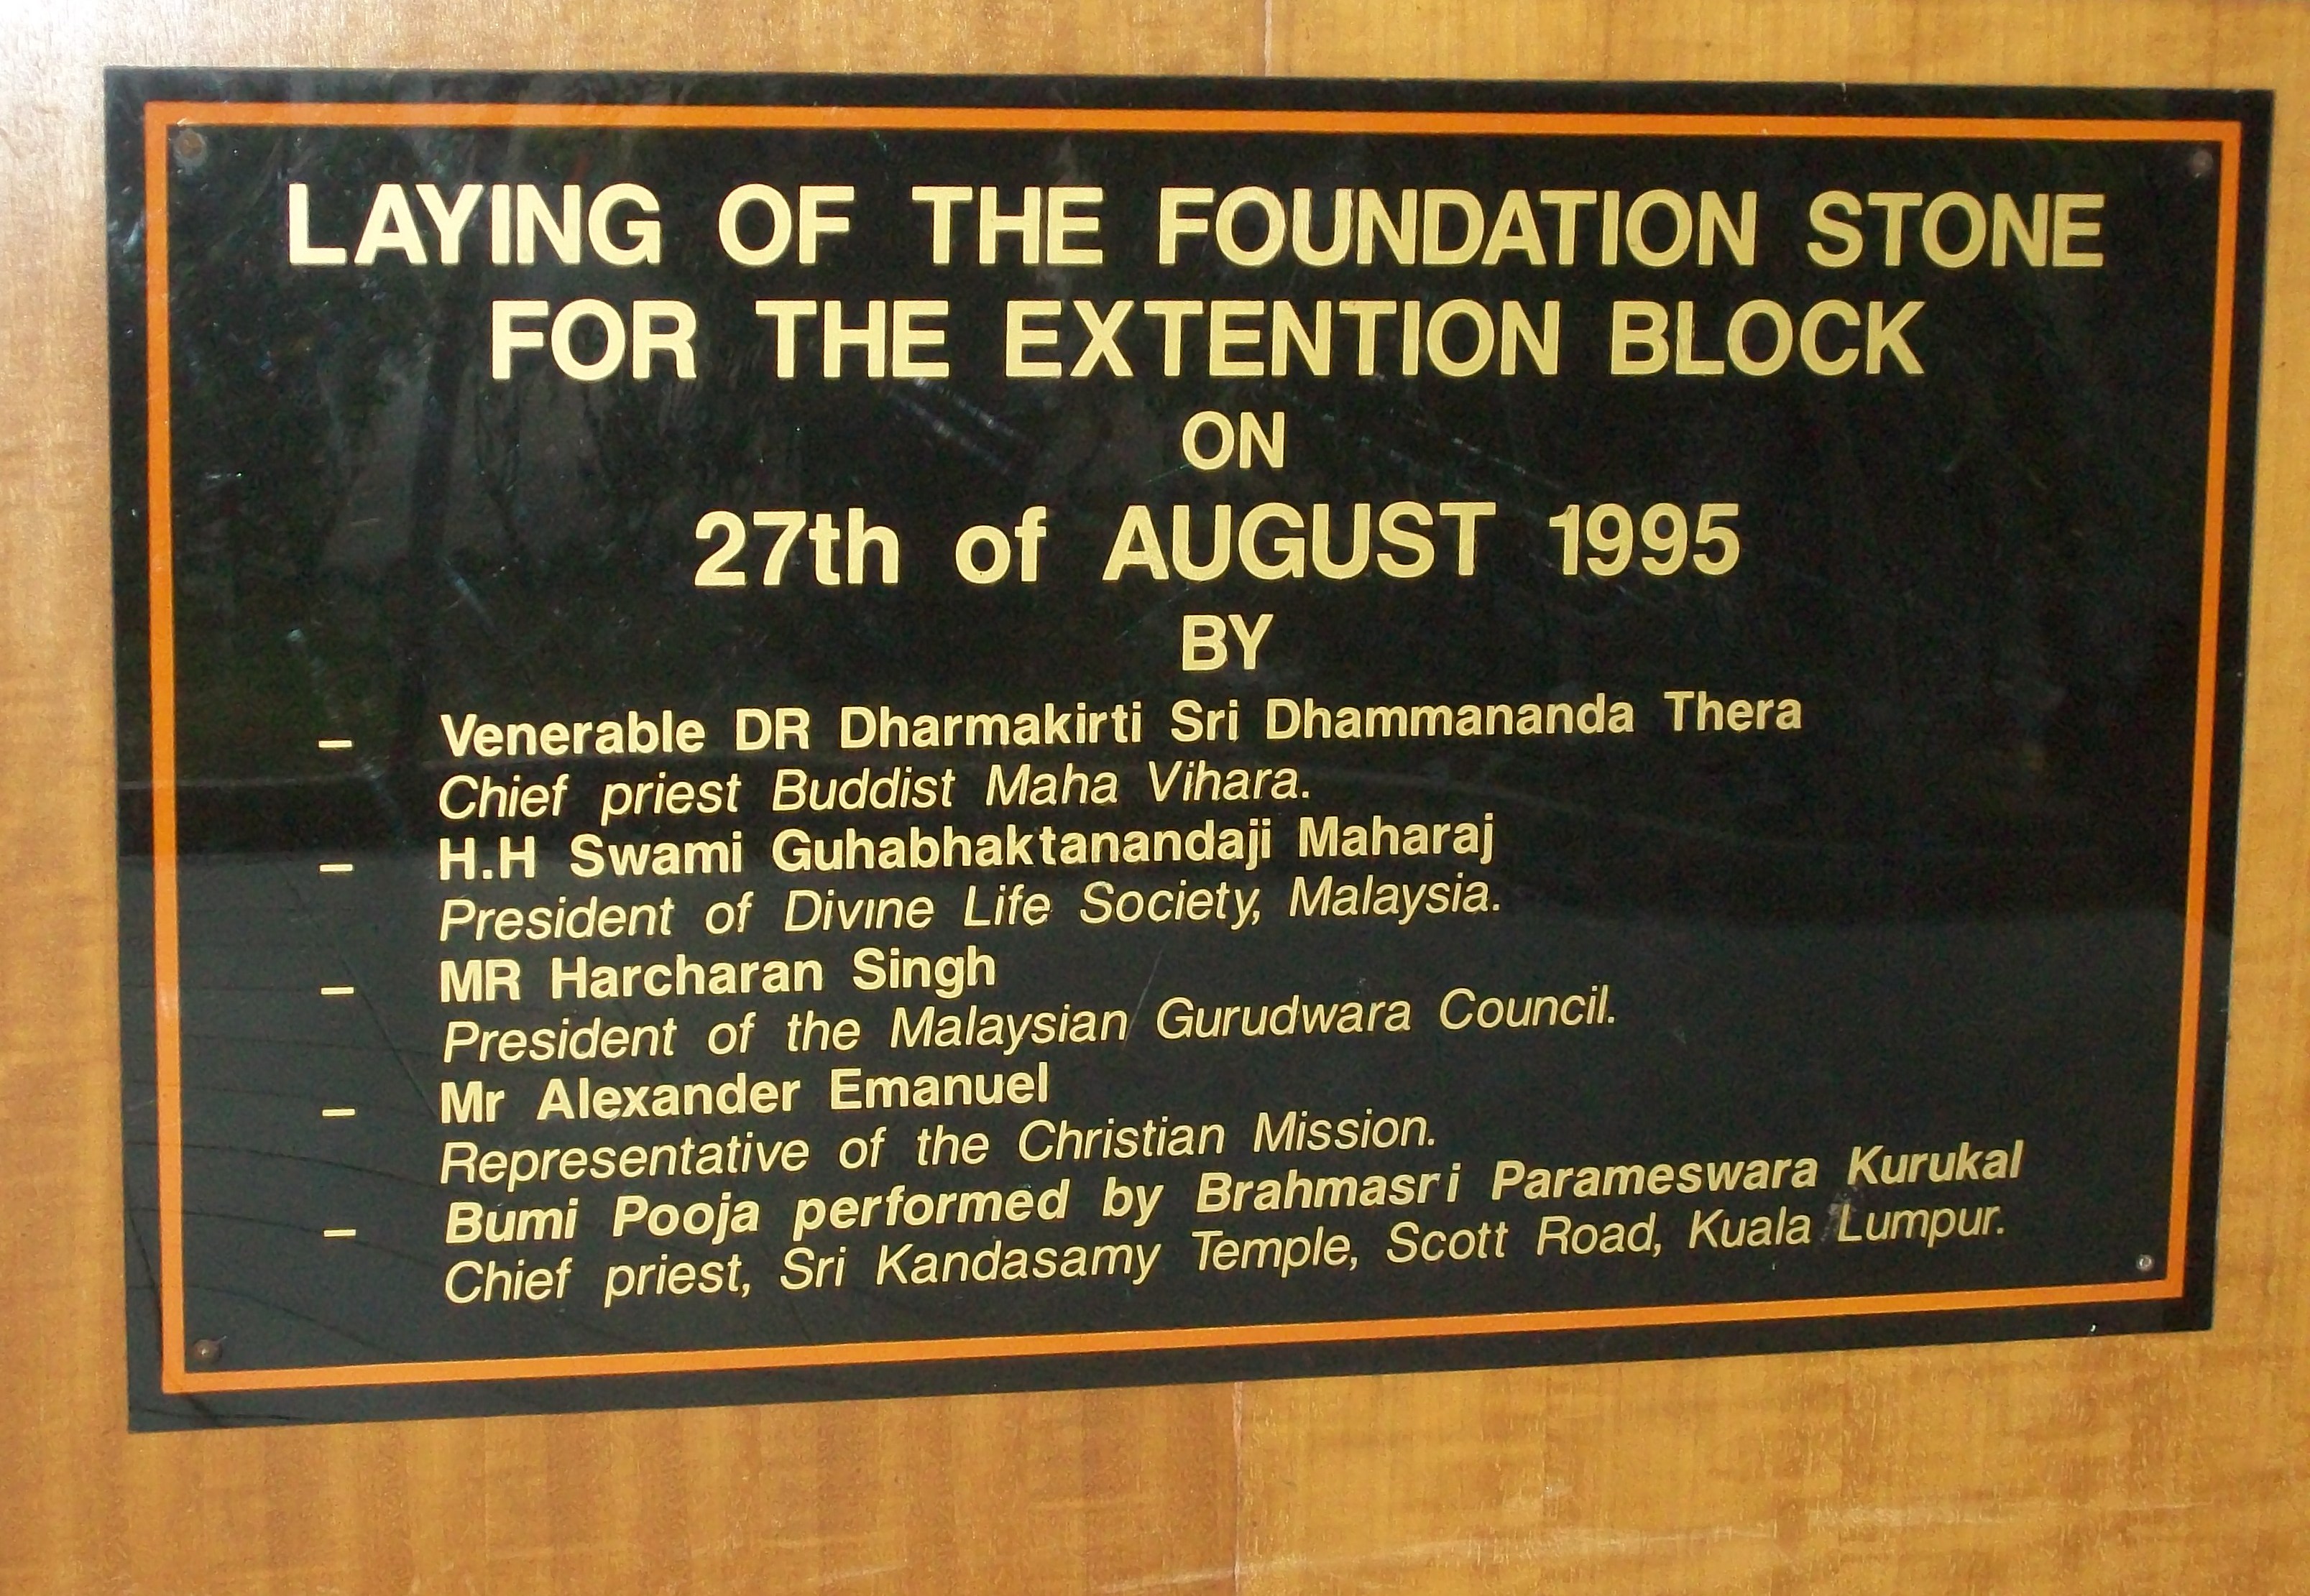 LAYING OF THE FOUNDATION STONE
FOR THE EXTENTION BLOCK
ON
27th of AUGUST 1995
BY
– Venerable DR Dharmakirti Sri Dhammananda Thera
Chief priest Buddist Maha Vihara.
– H.H Swami Guhabhaktanandaji Maharaj
President of Divine Life Society, Malaysia.
– MR Harcharan Singh
President of the Malaysian Gurudwara Council.
– Mr Alexander Emanuel
Representative of the Christian Mission.
– Bumi Pooja performed by Brahmasri Parameswara Kurukal
Chief priest, Sri Kandasamy Temple, Scott Road, Kuala Lumpur.